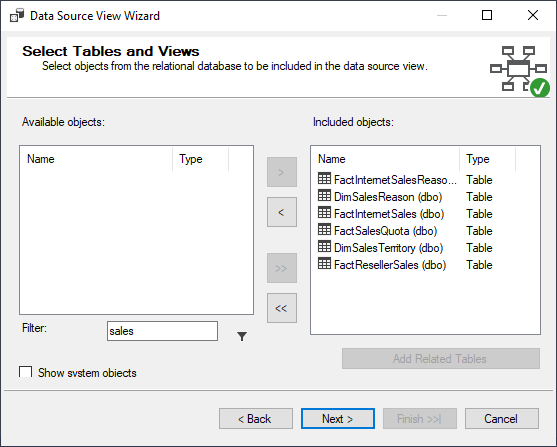 Data Source View Wizard
Select Tables and Views
Select objects from the relational database to be included in the data source view.
Available objects:
Included objects:
Name Type
Name Type
>
<
>>
<<
FactInternetSalesReaso... Table
DimSalesReason (dbo) Table
FactInternetSales (dbo) Table
FactSalesQuota (dbo) Table
DimSalesTerritory (dbo) Table
FactResellerSales (dbo) Table
Filter: sales
Add Related Tables
Show system objects
< Back Next > Finish >>| Cancel